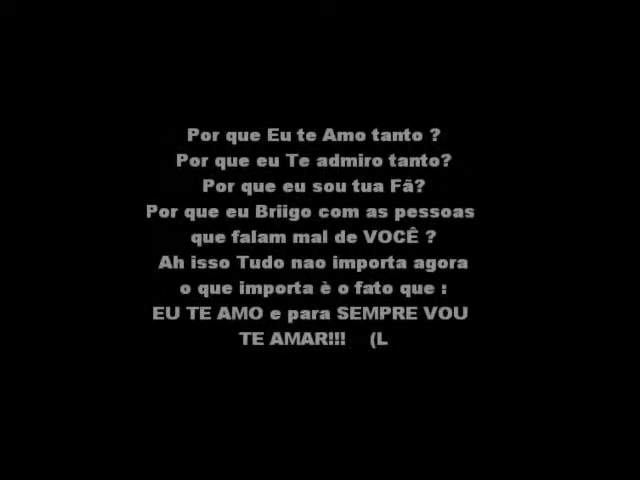 Por que Eu te Amo tanto ?
Por que eu Te admiro tanto?
Por que eu sou tua Fã?
Por que eu Briigo com as pessoas
que falam mal de VOCÊ ?
Ah isso Tudo nao importa agora
o que importa è o fato que :
EU TE AMO e para SEMPRE VOU
TE AMAR!!! (L